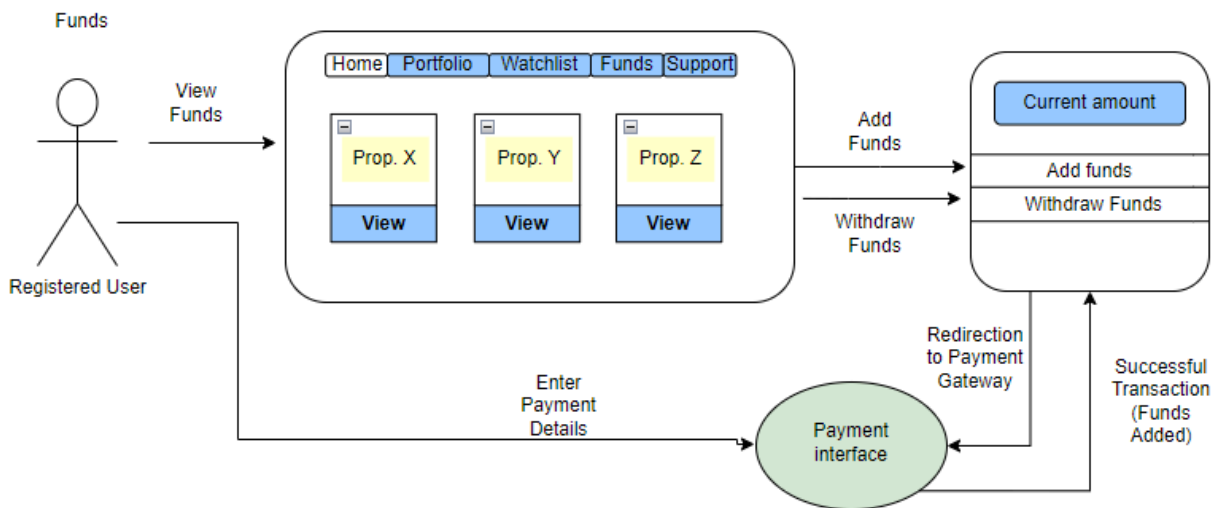 Funds
Home Portfolio Watchlist Funds Support
View
Funds
Prop. X Prop. Y Prop. Z
View View View
Registered User
Add
Funds
Withdraw
Funds
Current amount
Add funds
Withdraw Funds
Redirection
to Payment
Gateway
Successful
Transaction
(Funds
Added)
Enter
Payment
Details
Payment
interface